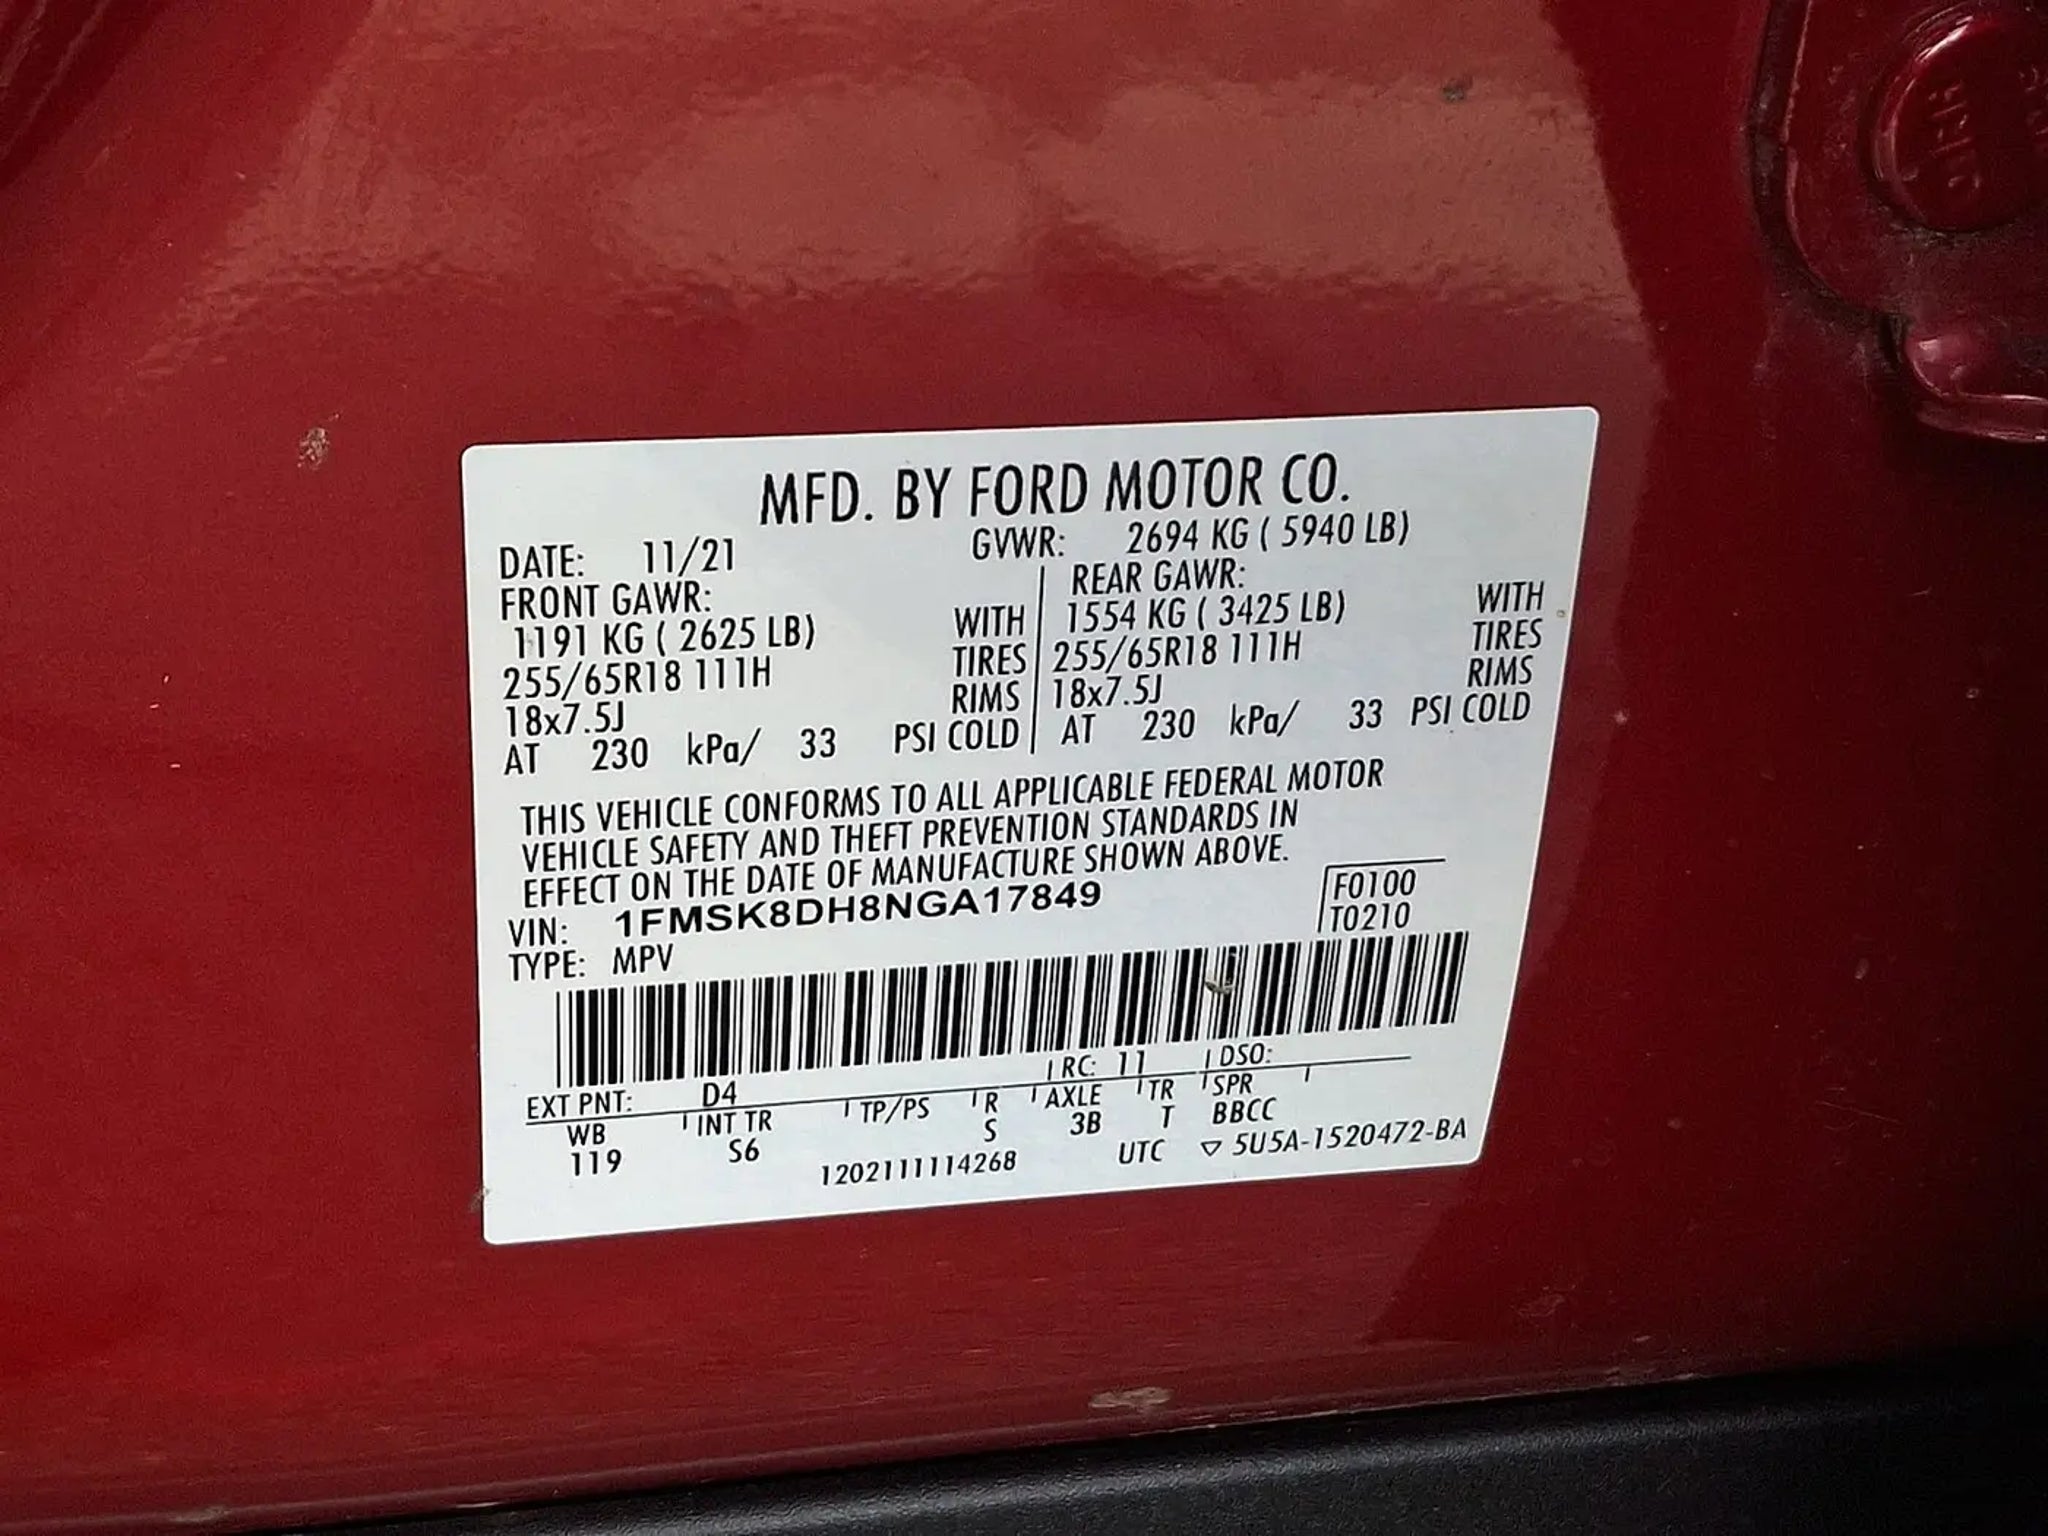 MFD. BY FORD MOTOR CO.
DATE: 11/21 GVWR: 2694 KG ( 5940 LB)
FRONT GAWR: REAR GAWR:
1191 KG ( 2625 LB) WITH 1554 KG ( 3425 LB) WITH
255/65R18 111H TIRES 255/65R18 111H TIRES
18x7.5J RIMS 18x7.5J RIMS
AT 230 kPa/ 33 PSI COLD AT 230 kPa/ 33 PSI COLD
THIS VEHICLE CONFORMS TO ALL APPLICABLE FEDERAL MOTOR
VEHICLE SAFETY AND THEFT PREVENTION STANDARDS IN
EFFECT ON THE DATE OF MANUFACTURE SHOWN ABOVE.
VIN: 1FMSK8DH8NGA17849 F0100
TYPE: MPV T0210
EXT PNT: D4 RC: 11 DSO:
WB INT TR TP/PS R AXLE TR SPR
119 S6 S 3B T BBCC
1202111114268 UTC ▽ 5U5A-1520472-BA